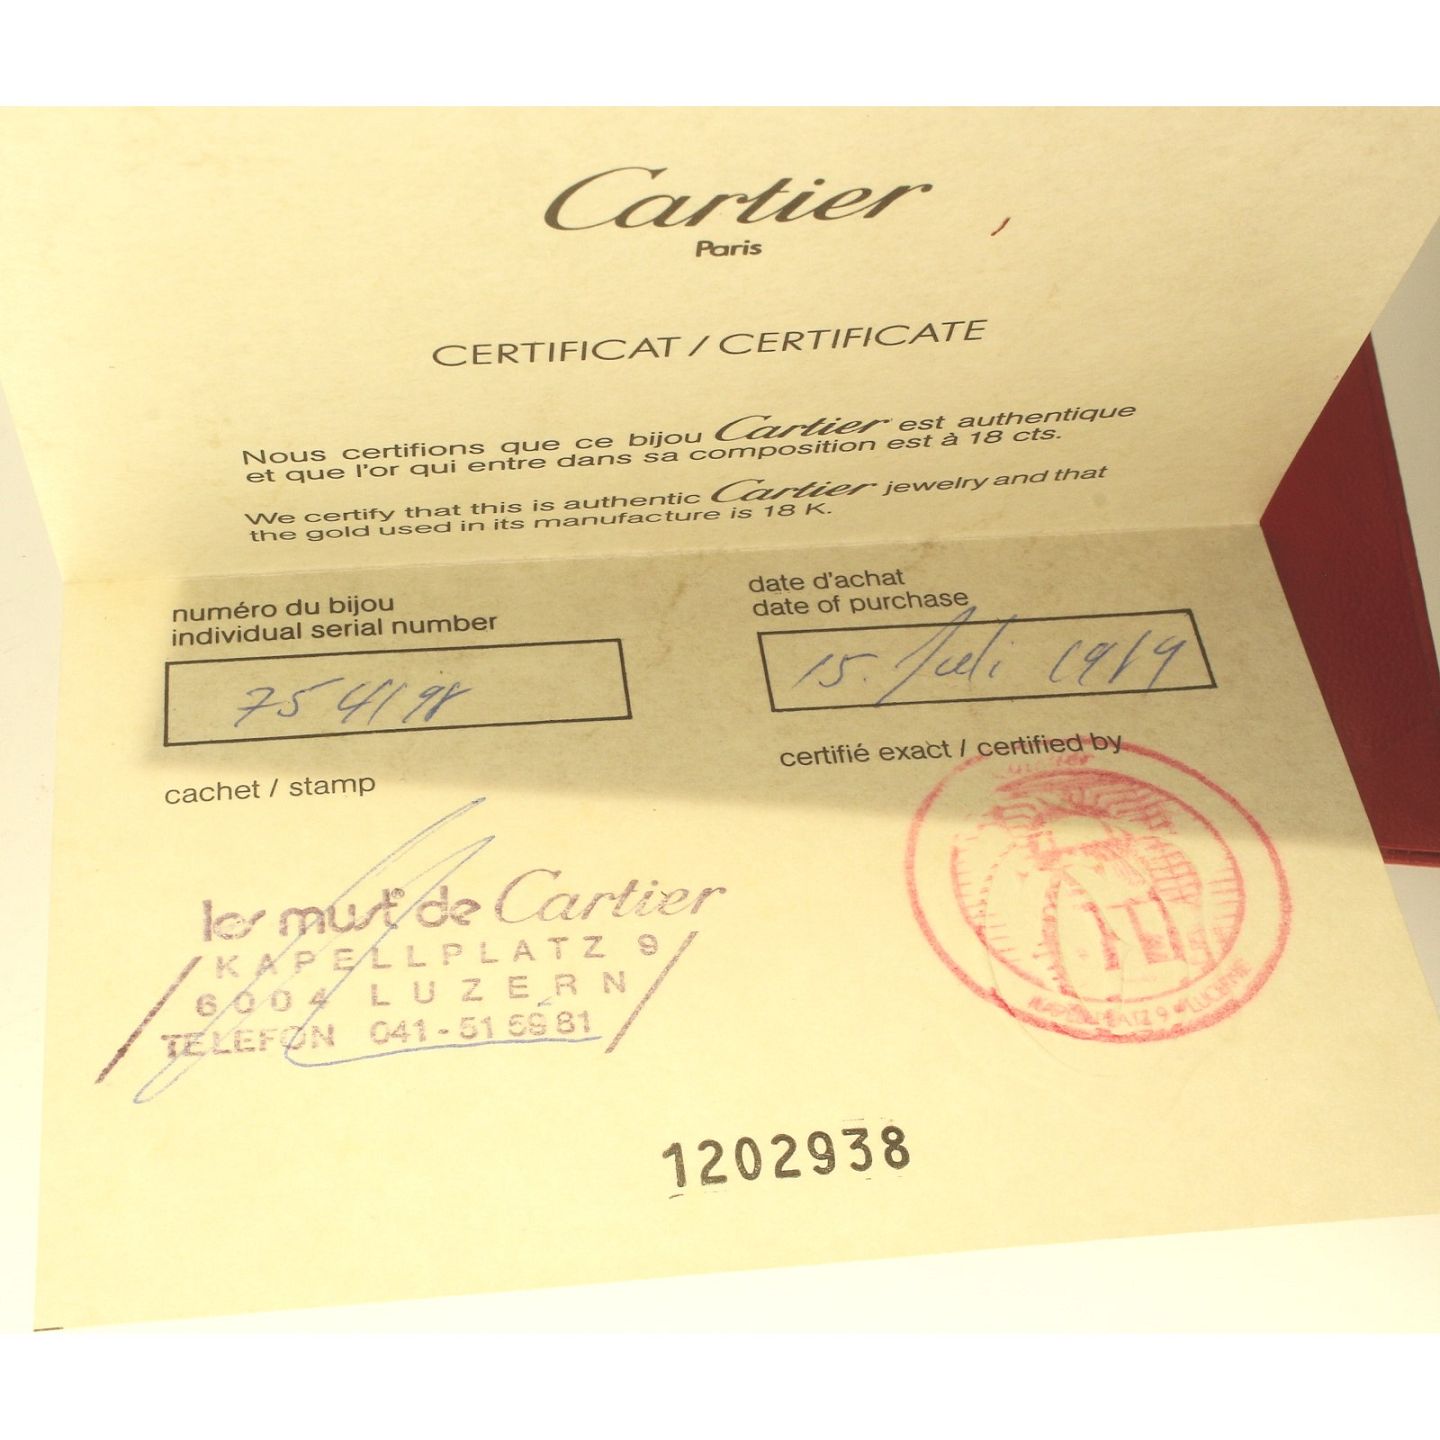 Cartier
Paris
CERTIFICAT / CERTIFICATE
Nous certifions que ce bijou Cartier est authentique
et que l'or qui entre dans sa composition est à 18 cts.
We certify that this is authentic Cartier jewelry and that
the gold used in its manufacture is 18 K.
numéro du bijou
individual serial number
754198
date d'achat
date of purchase
15. Juli 1989
cachet / stamp
certifié exact / certified by
les must de Cartier
KAPELLPLATZ 9
6004 LUZERN
TELEFON 041-51 81
KAPELLPLATZ 9 LUCERNE
1202938